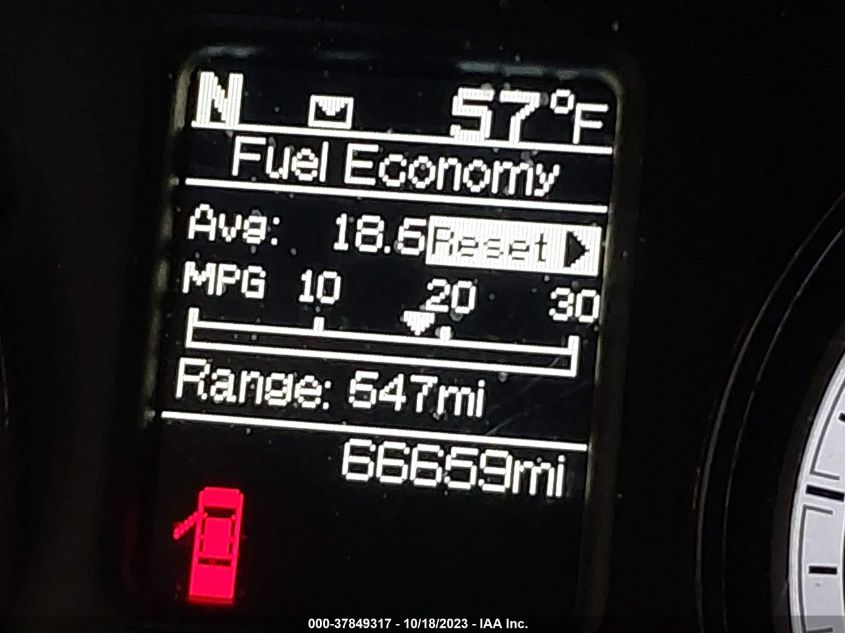 N 57°F
Fuel Economy
Avg: 18.6 Reset
MPG 10 20 30
Range: 647mi
66659mi
000-37849317 - 10/18/2023 - IAA Inc.